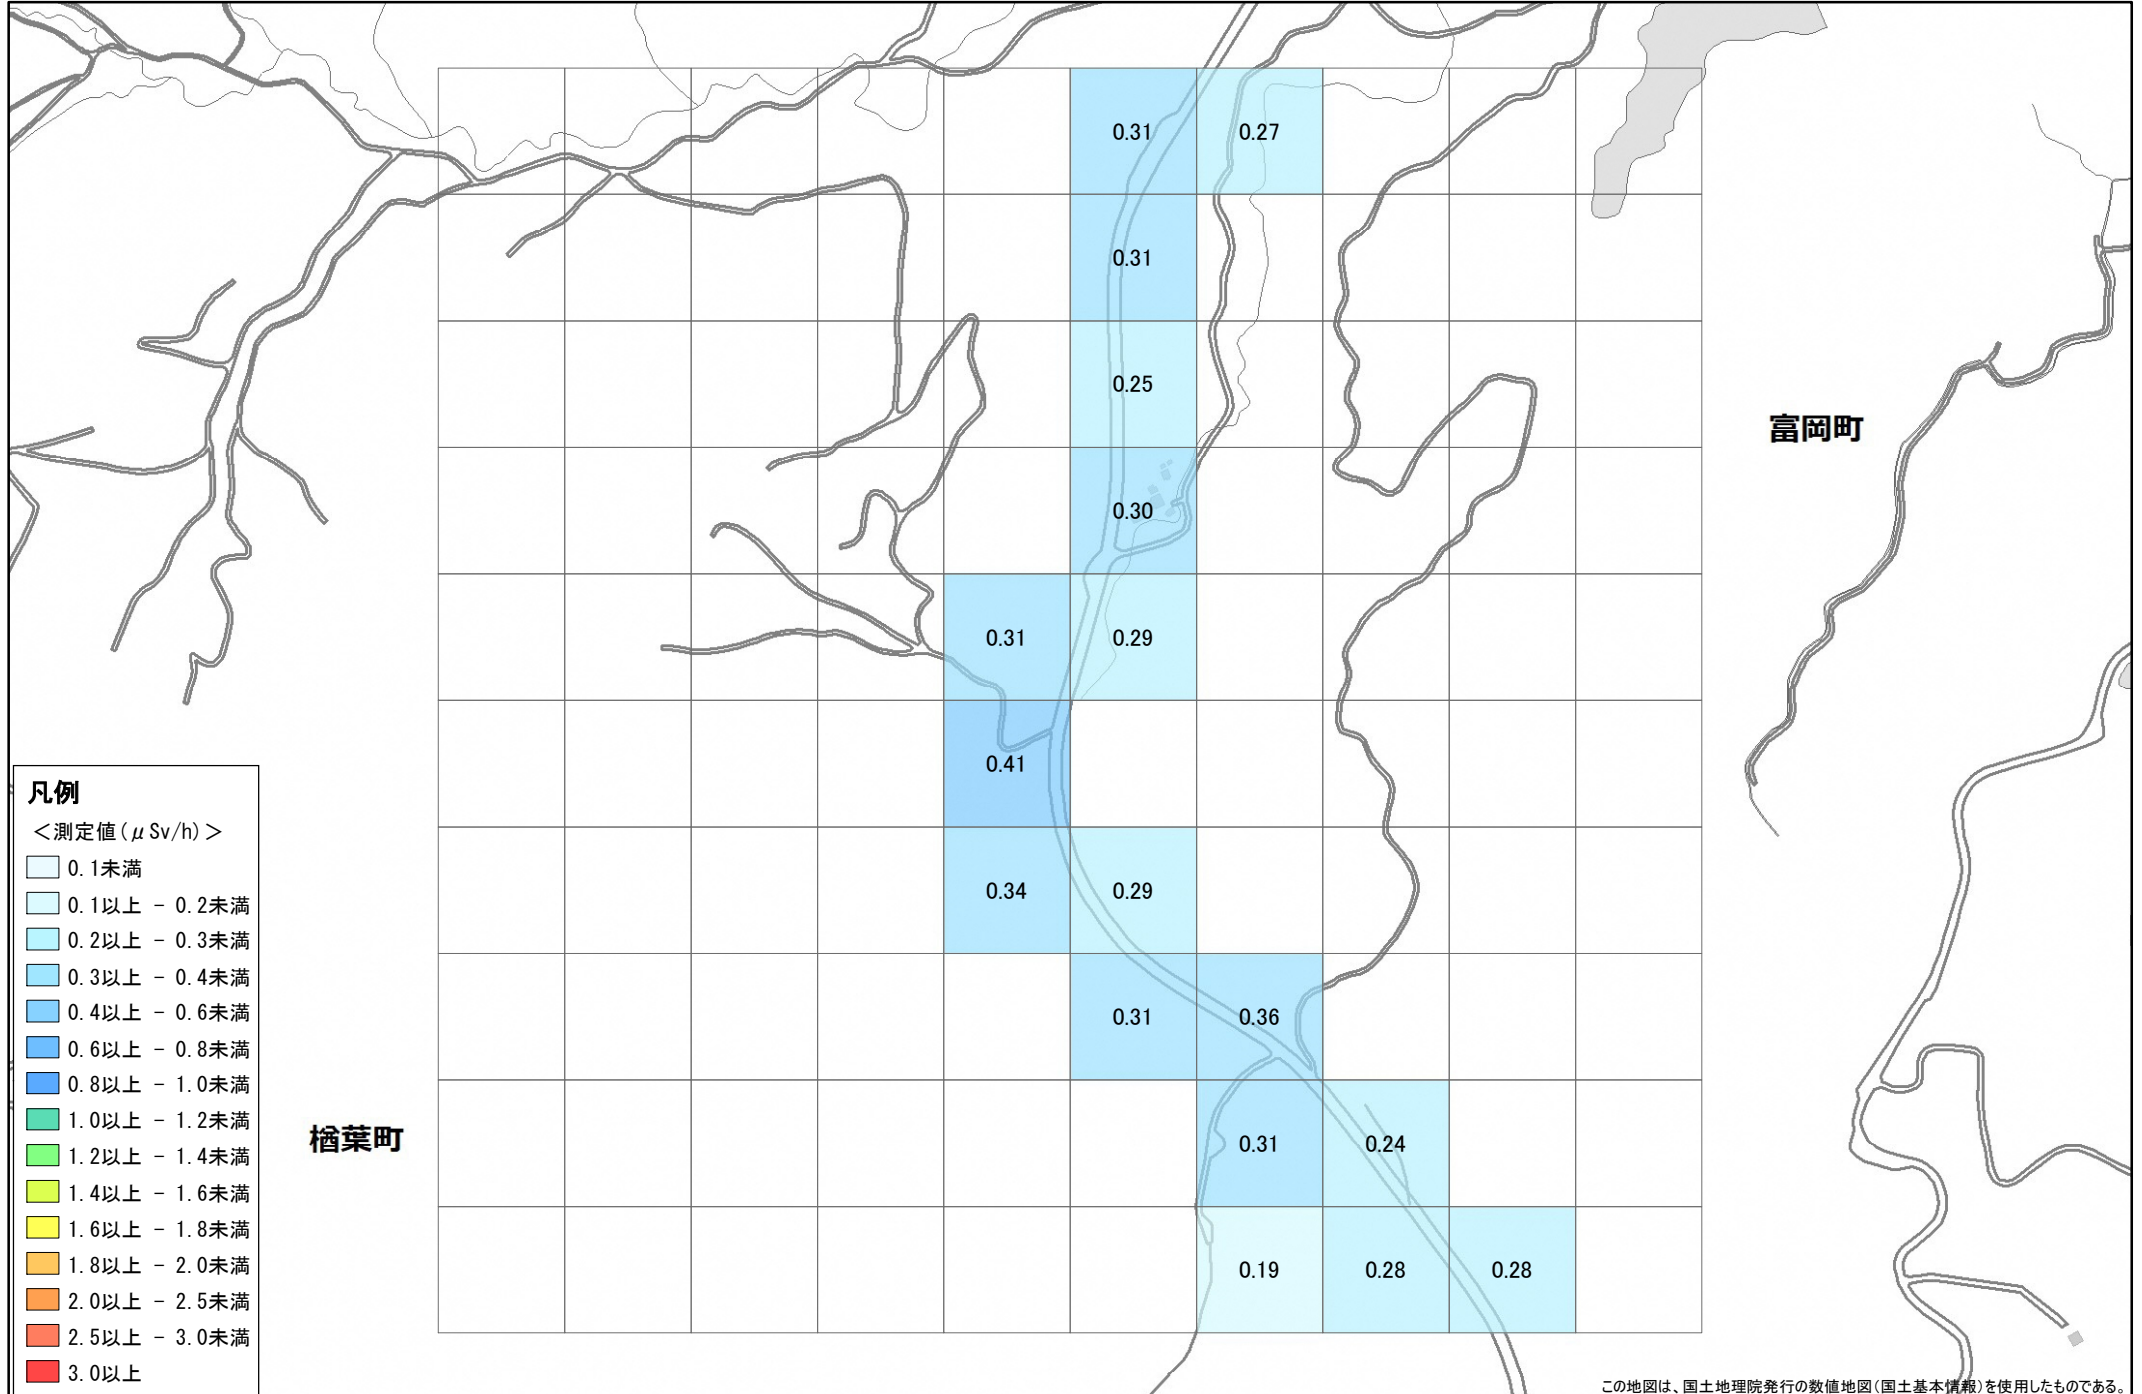 0.31 0.27
0.31
0.25
富岡町
0.30
0.31 0.29
0.41
0.34 0.29
0.31 0.36
楢葉町
0.31 0.24
0.19 0.28 0.28
凡例
＜測定値(μSv/h)＞
0.1未満
0.1以上 - 0.2未満
0.2以上 - 0.3未満
0.3以上 - 0.4未満
0.4以上 - 0.6未満
0.6以上 - 0.8未満
0.8以上 - 1.0未満
1.0以上 - 1.2未満
1.2以上 - 1.4未満
1.4以上 - 1.6未満
1.6以上 - 1.8未満
1.8以上 - 2.0未満
2.0以上 - 2.5未満
2.5以上 - 3.0未満
3.0以上
この地図は、国土地理院発行の数値地図(国土基本情報)を使用したものである。